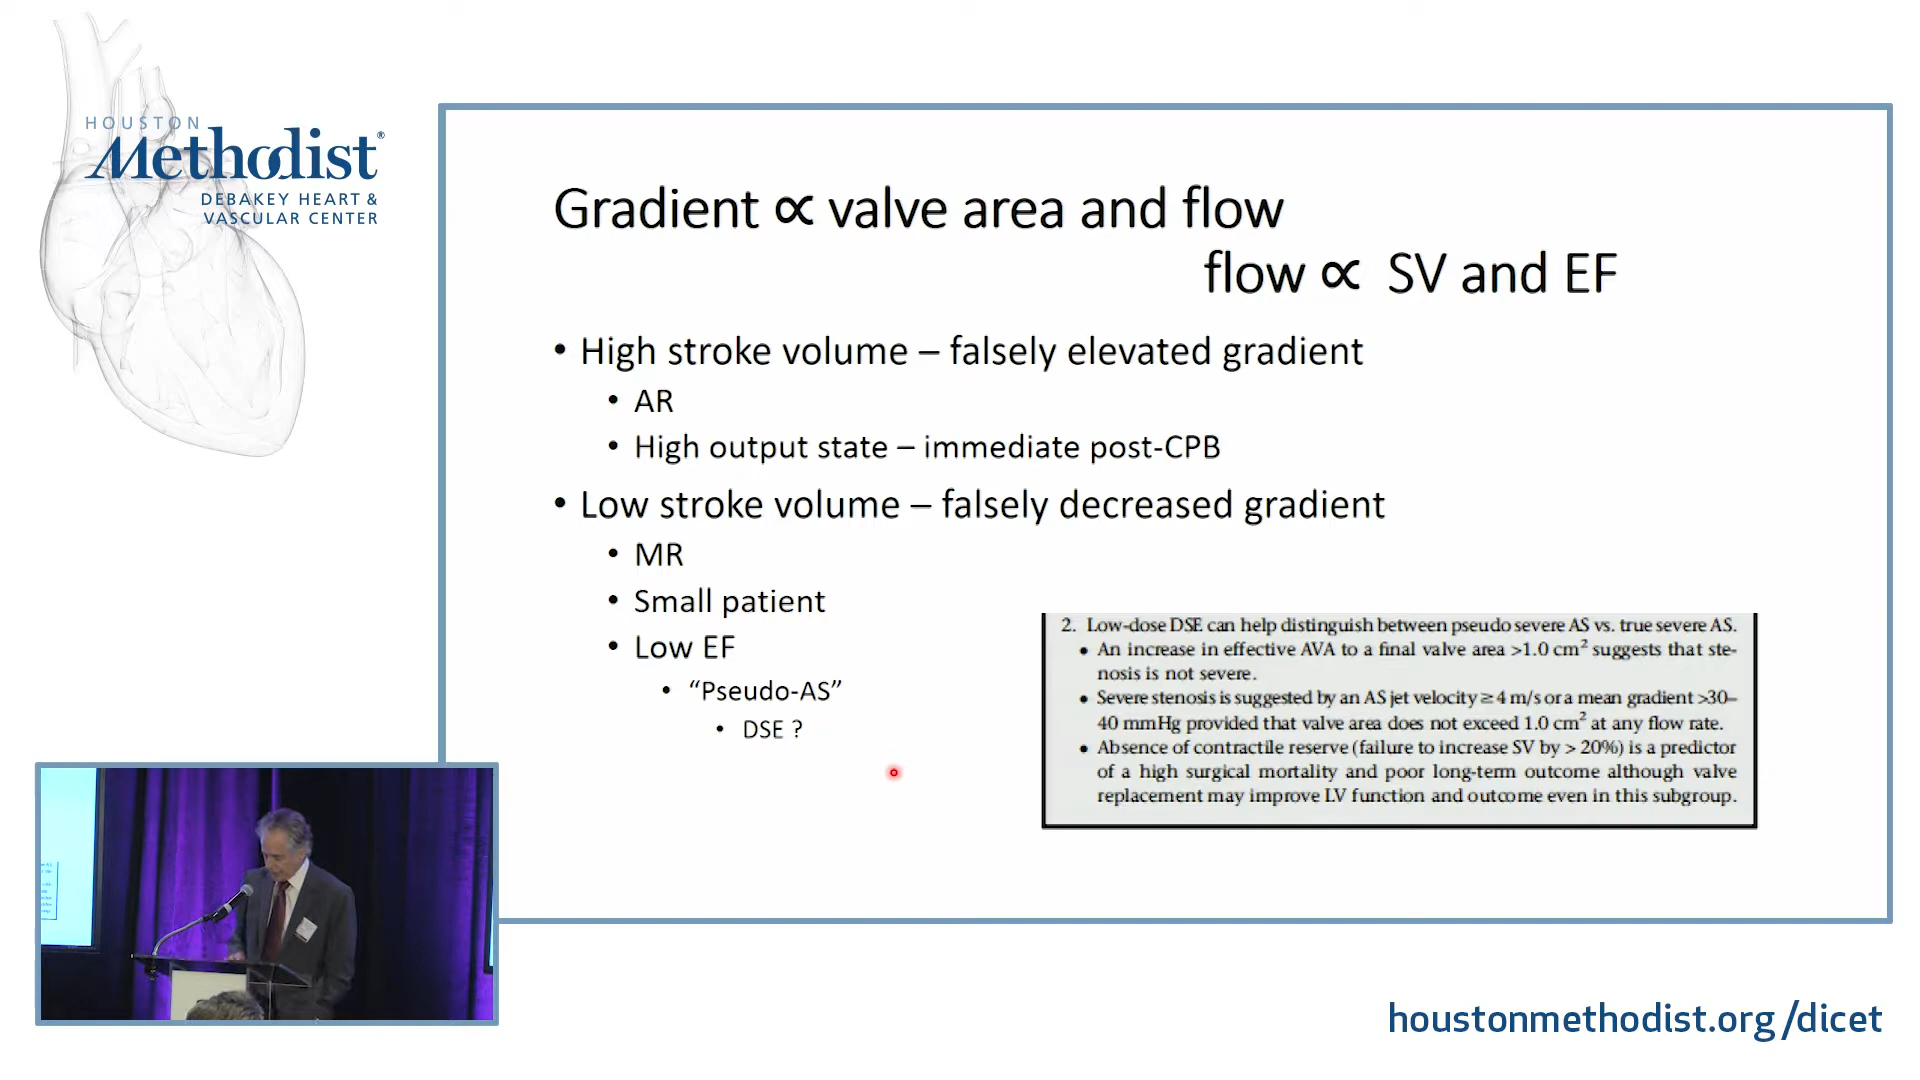 HOUSTON
Methodist®
DEBAKEY HEART &
VASCULAR CENTER
Gradient ∝ valve area and flow
flow ∝ SV and EF
• High stroke volume – falsely elevated gradient
• AR
• High output state – immediate post-CPB
• Low stroke volume – falsely decreased gradient
• MR
• Small patient
• Low EF
• “Pseudo-AS”
• DSE ?
2. Low-dose DSE can help distinguish between pseudo severe AS vs. true severe AS.
• An increase in effective AVA to a final valve area >1.0 cm² suggests that ste-
nosis is not severe.
• Severe stenosis is suggested by an AS jet velocity ≥ 4 m/s or a mean gradient >30–
40 mmHg provided that valve area does not exceed 1.0 cm² at any flow rate.
• Absence of contractile reserve (failure to increase SV by > 20%) is a predictor
of a high surgical mortality and poor long-term outcome although valve
replacement may improve LV function and outcome even in this subgroup.
houstonmethodist.org/dicet